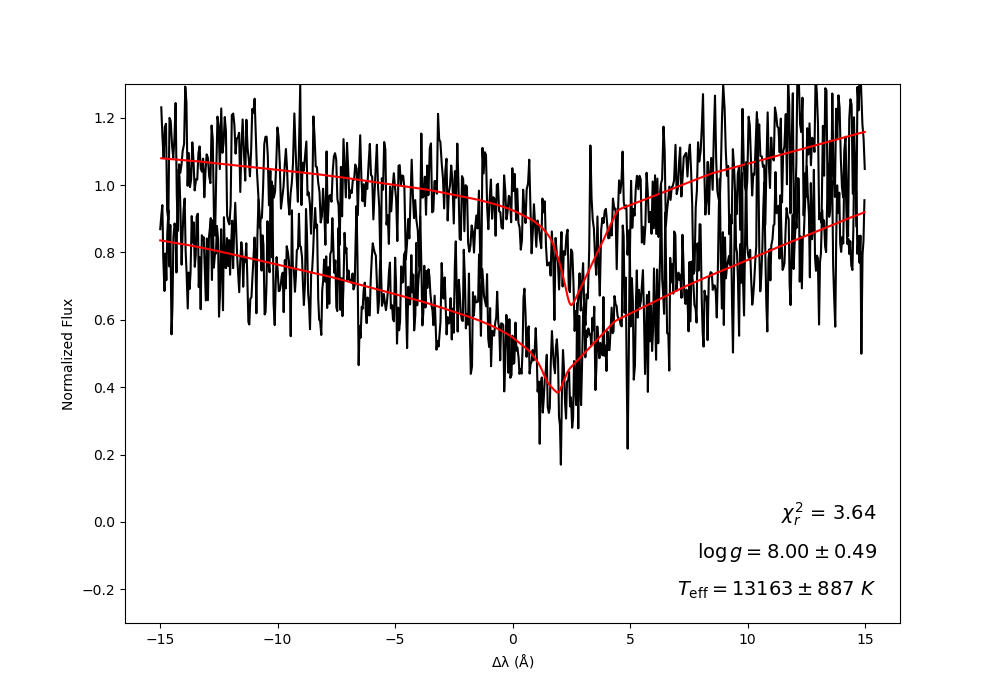 1.2
1.0
0.8
0.6
0.4
0.2
0.0
−0.2
Normalized Flux
χ²ᵣ = 3.64
log g = 8.00 ± 0.49
T_eff = 13163 ± 887 K
−15 −10 −5 0 5 10 15
Δλ (Å)